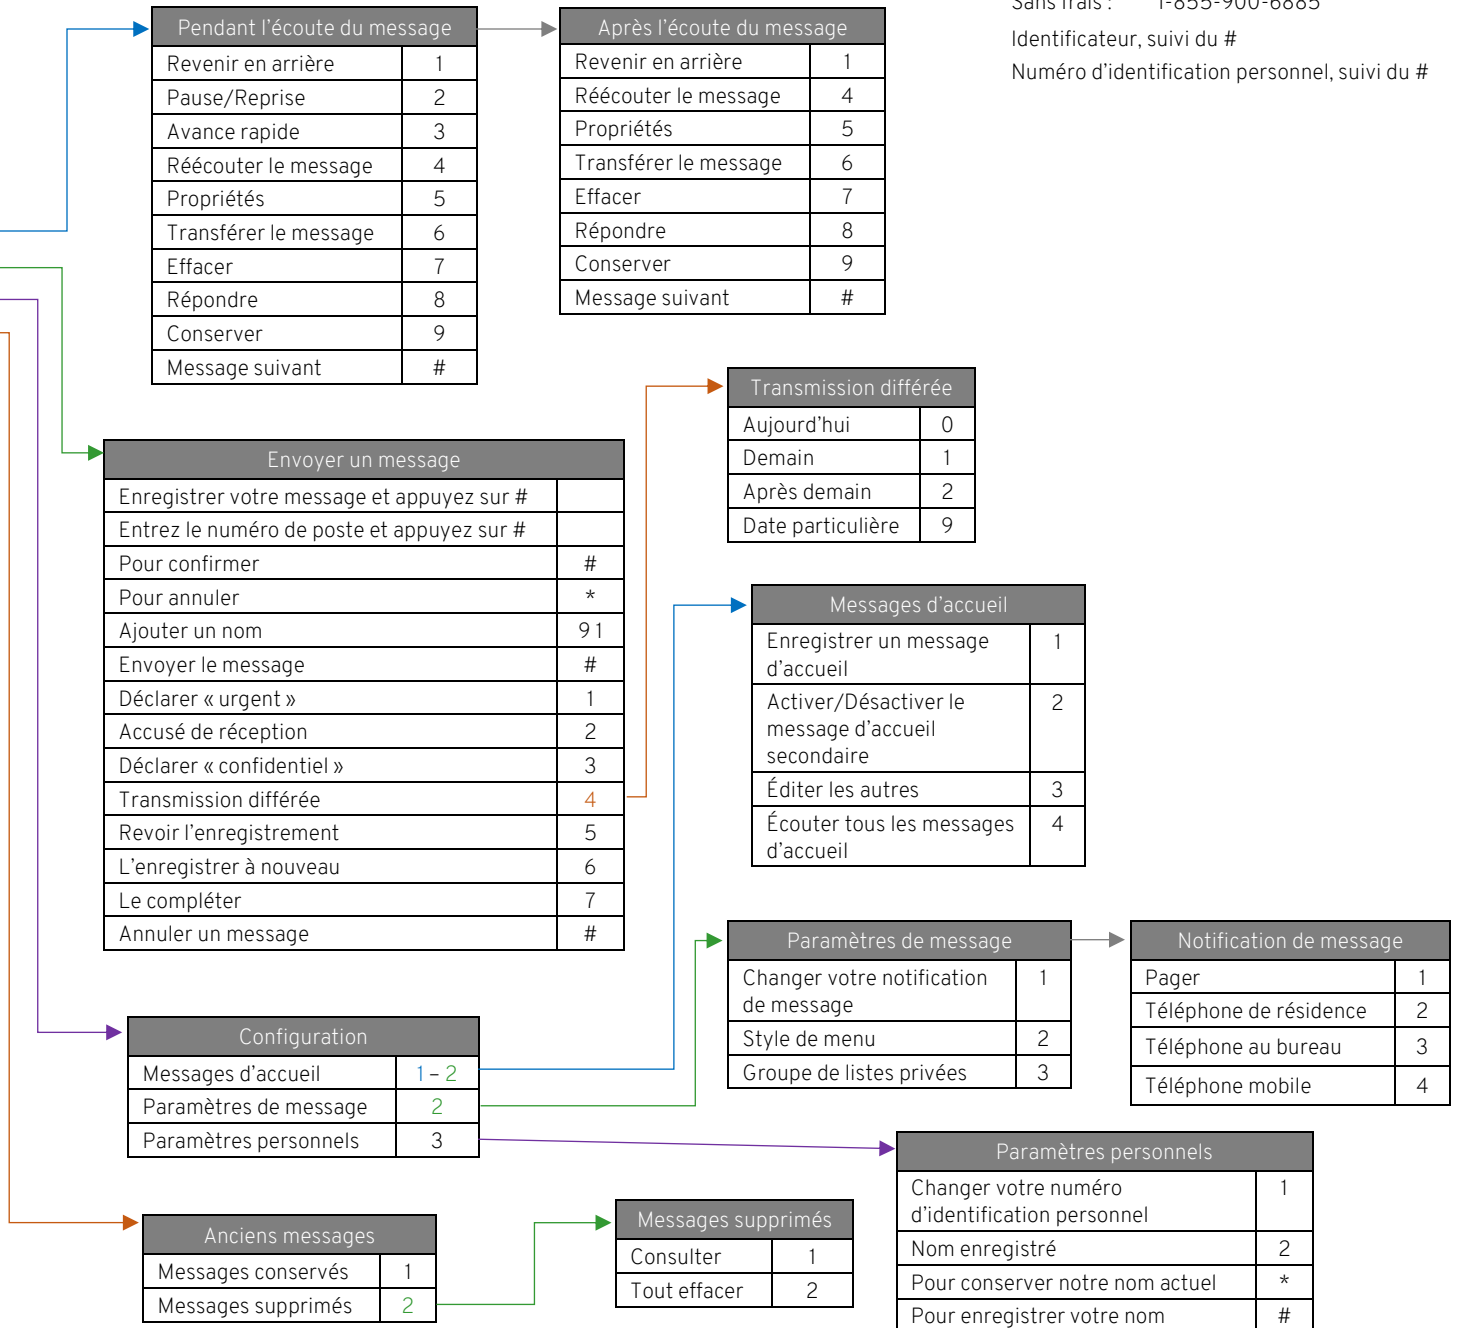 Sans frais : 1-855-900-6885
Identificateur, suivi du #
Numéro d'identification personnel, suivi du #
Pendant l'écoute du message
Revenir en arrière 1
Pause/Reprise 2
Avance rapide 3
Réécouter le message 4
Propriétés 5
Transférer le message 6
Effacer 7
Répondre 8
Conserver 9
Message suivant #
Après l'écoute du message
Revenir en arrière 1
Réécouter le message 4
Propriétés 5
Transférer le message 6
Effacer 7
Répondre 8
Conserver 9
Message suivant #
Transmission différée
Aujourd'hui 0
Demain 1
Après demain 2
Date particulière 9
Envoyer un message
Enregistrer votre message et appuyez sur #
Entrez le numéro de poste et appuyez sur #
Pour confirmer #
Pour annuler *
Ajouter un nom 91
Envoyer le message #
Déclarer « urgent » 1
Accusé de réception 2
Déclarer « confidentiel » 3
Transmission différée 4
Revoir l'enregistrement 5
L'enregistrer à nouveau 6
Le compléter 7
Annuler un message #
Messages d'accueil
Enregistrer un message 1
d'accueil
Activer/Désactiver le 2
message d'accueil
secondaire
Éditer les autres 3
Écouter tous les messages 4
d'accueil
Paramètres de message
Changer votre notification 1
de message
Style de menu 2
Groupe de listes privées 3
Notification de message
Pager 1
Téléphone de résidence 2
Téléphone au bureau 3
Téléphone mobile 4
Configuration
Messages d'accueil 1 – 2
Paramètres de message 2
Paramètres personnels 3
Paramètres personnels
Changer votre numéro 1
d'identification personnel
Nom enregistré 2
Pour conserver notre nom actuel *
Pour enregistrer votre nom #
Anciens messages
Messages conservés 1
Messages supprimés 2
Messages supprimés
Consulter 1
Tout effacer 2